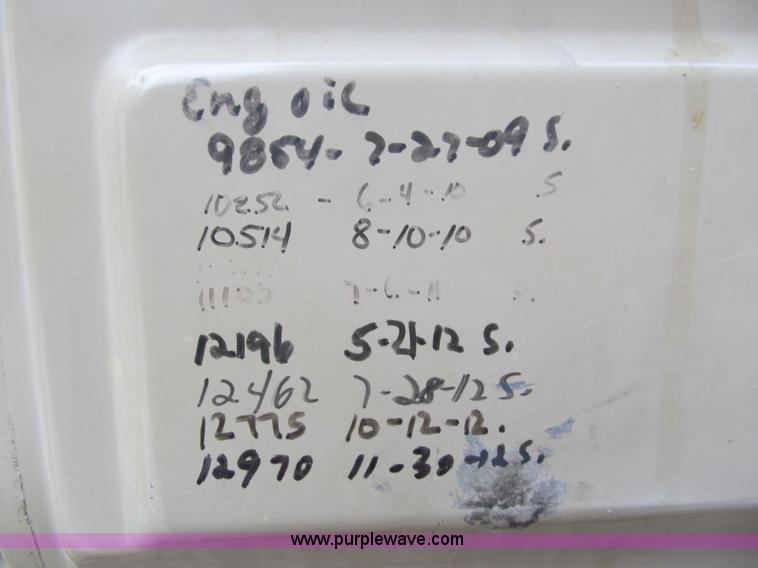 Eng oil
9854- 7-27-09 S.
10252 - 6-4-10 S
10514 8-10-10 S.
11103 7-6-11 S.
12196 5-21-12 S.
12462 7-28-12 S.
12775 10-12-12.
12970 11-30-12 S.
www.purplewave.com